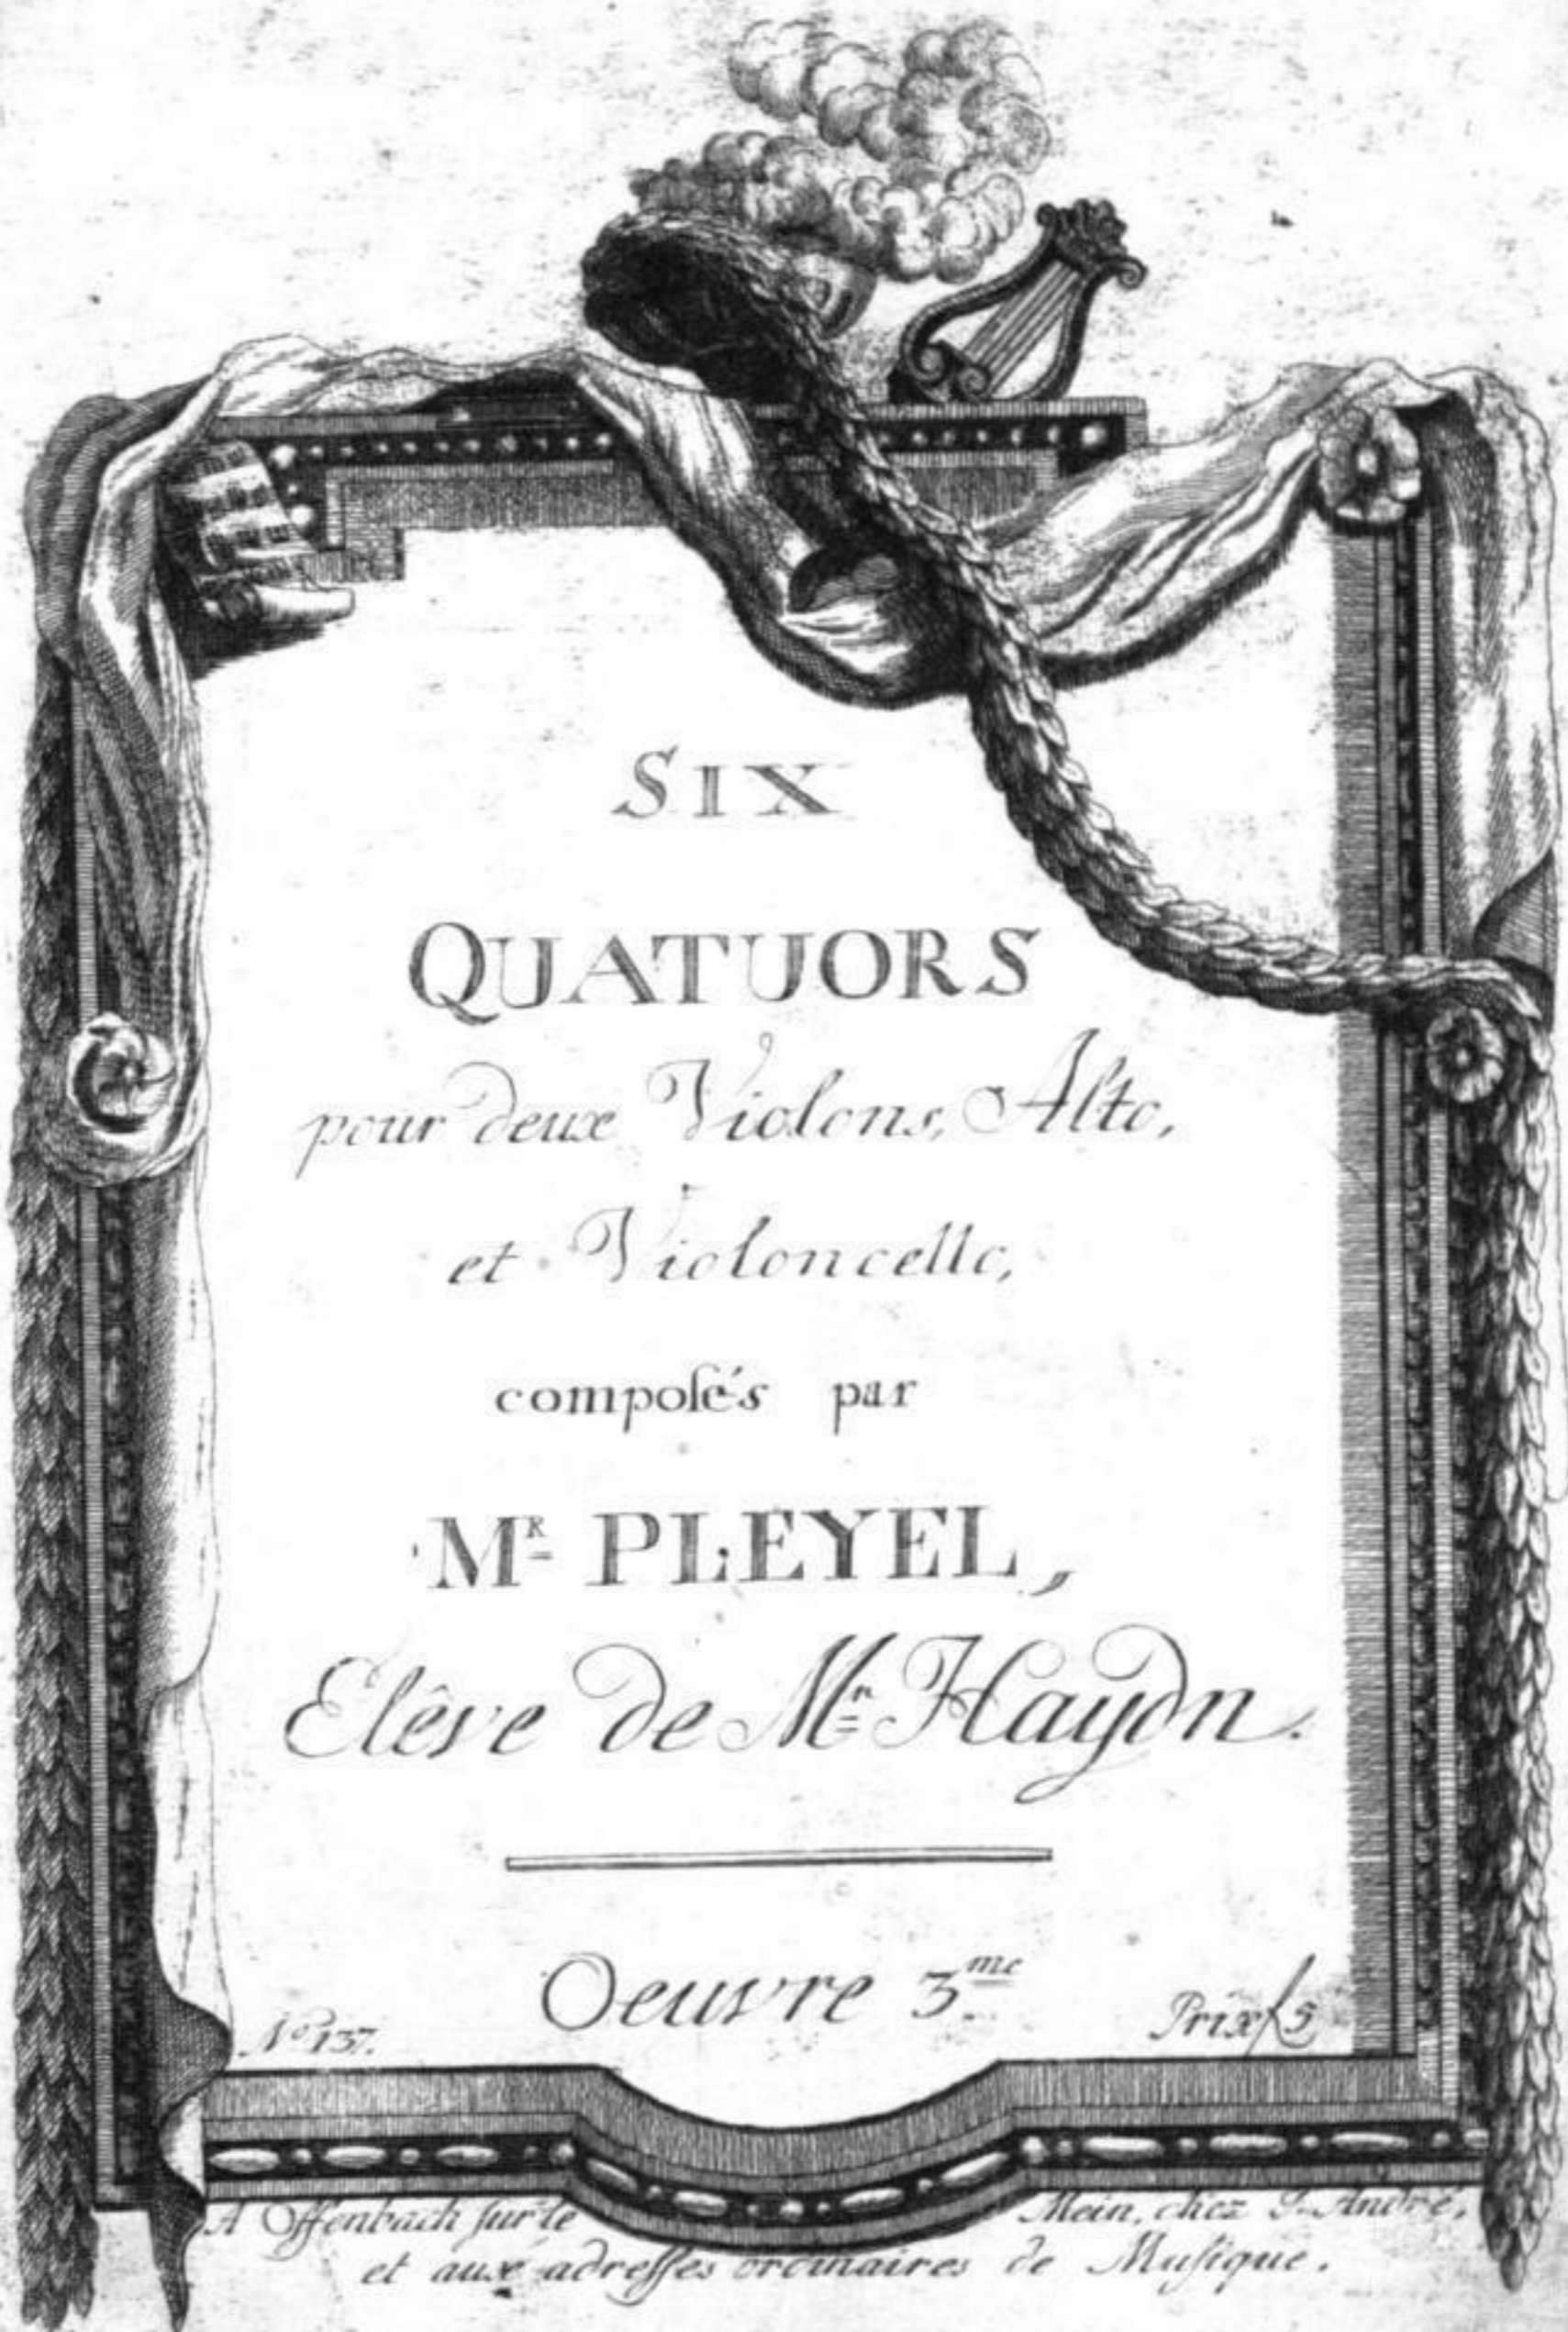 SIX
QUATUORS
pour deux Violons, Alto,
et Violoncello,
compoſés par
MR PLEYEL,
Elêve de Mr Haydn.
Oeuvre 3me
No 137.
Prix f 5
A Offenbach ſur le Mein, chez J. André,
et aux adreſſes ordinaires de Muſique.